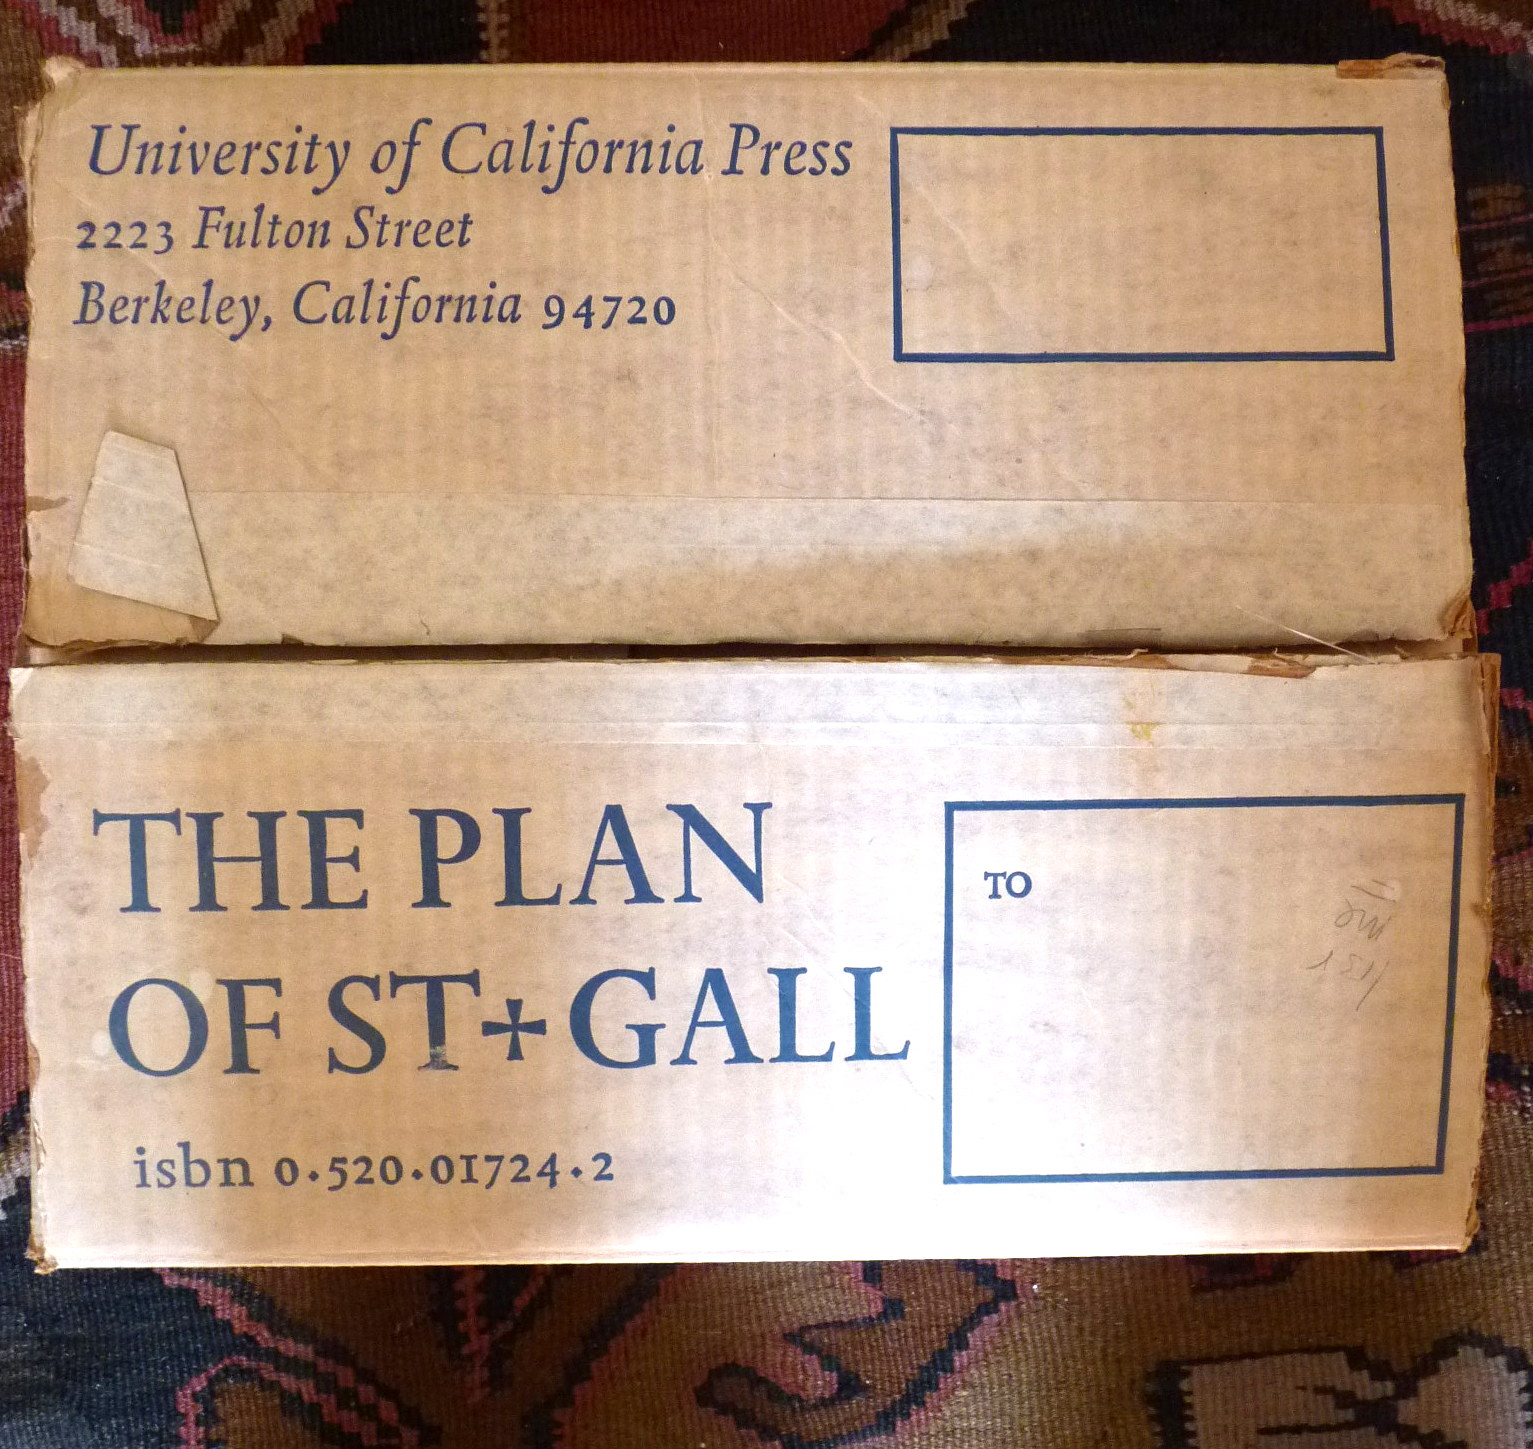 University of California Press
2223 Fulton Street
Berkeley, California 94720
THE PLAN
OF ST+GALL
isbn 0.520.01724.2
TO